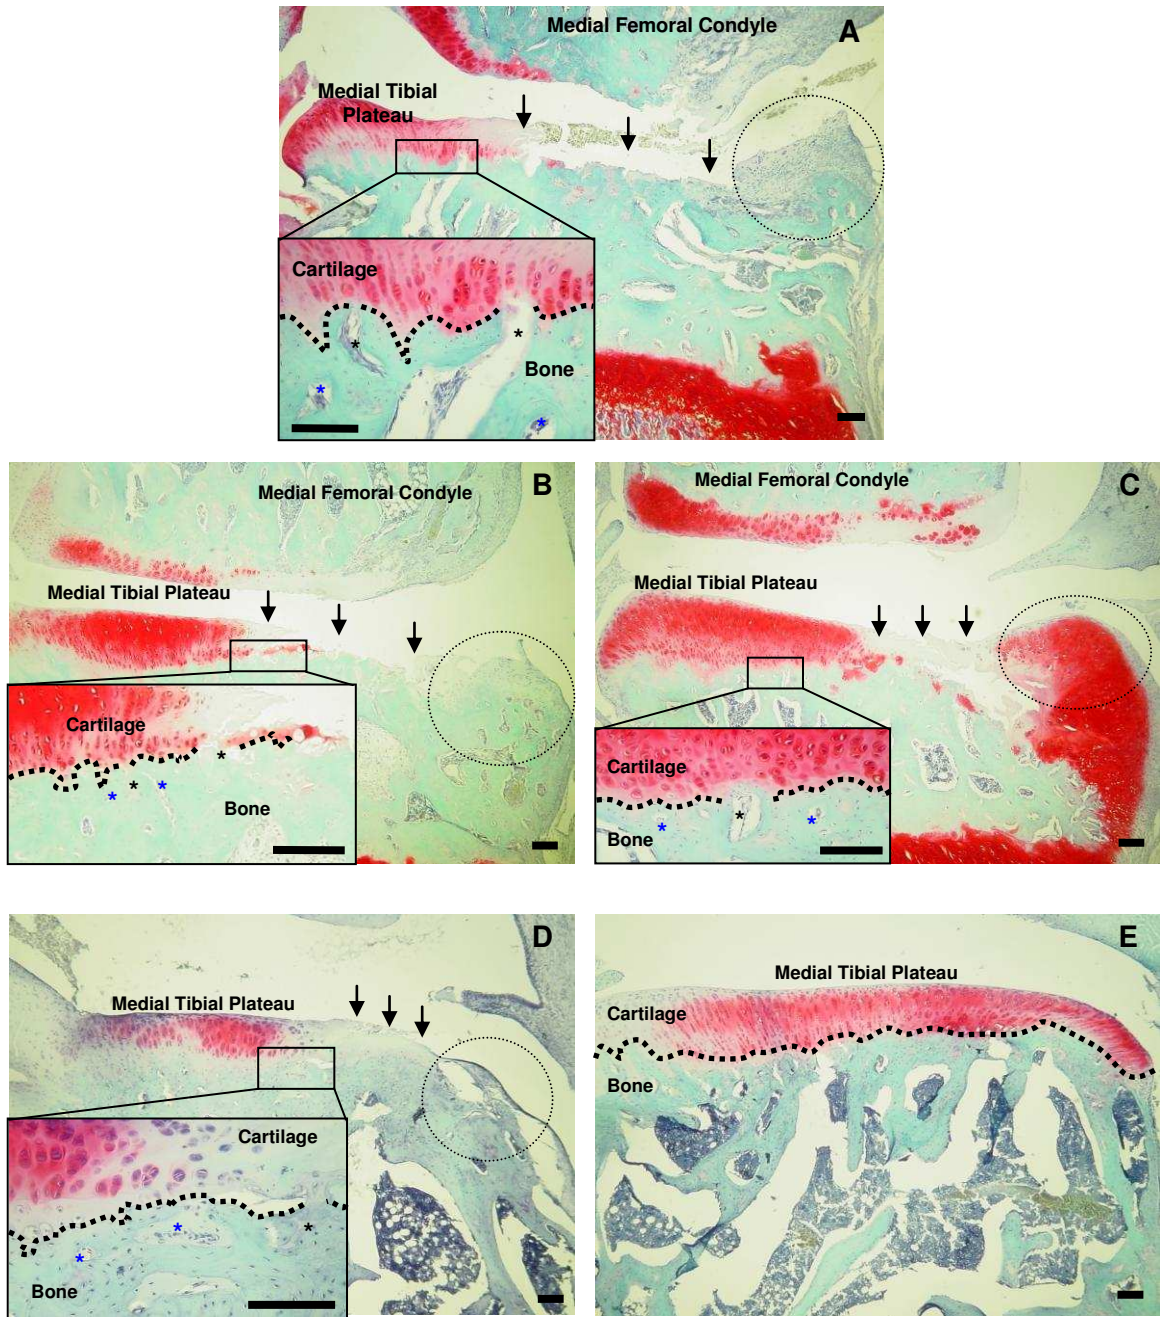 Medial Femoral Condyle
A
Medial Tibial
Plateau
Cartilage
*
*
Bone
*
*
B
Medial Femoral Condyle
Medial Tibial Plateau
Cartilage
*
*
*
*
Bone
C
Medial Femoral Condyle
Medial Tibial Plateau
Cartilage
*
*
*
Bone
D
Medial Tibial Plateau
Cartilage
*
*
*
Bone
E
Medial Tibial Plateau
Cartilage
Bone